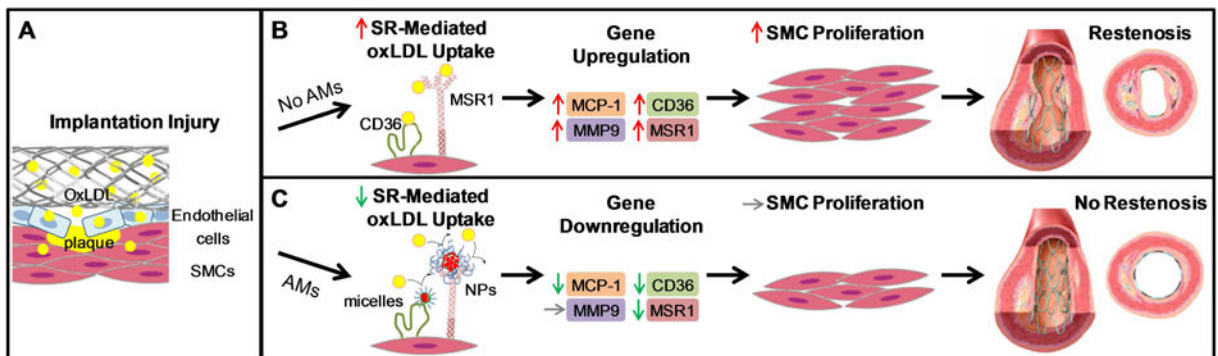 A
Implantation Injury
OxLDL
plaque
Endothelial
cells
SMCs
B
No AMs
↑ SR-Mediated
oxLDL Uptake
MSR1
CD36
Gene
Upregulation
↑ MCP-1 ↑ CD36
↑ MMP9 ↑ MSR1
↑ SMC Proliferation
Restenosis
C
AMs
↓ SR-Mediated
oxLDL Uptake
micelles
NPs
Gene
Downregulation
↓ MCP-1 ↓ CD36
→ MMP9 ↓ MSR1
→ SMC Proliferation
No Restenosis